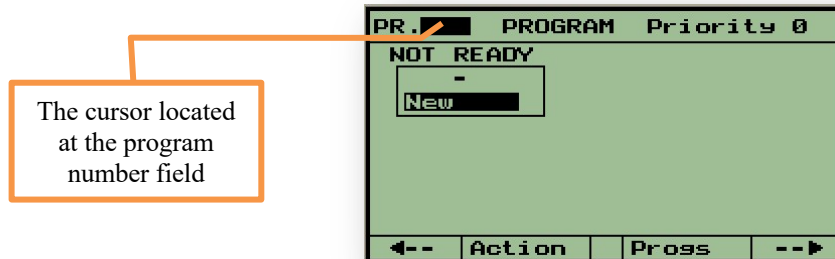 PR. PROGRAM Priority 0
NOT READY
-
New
The cursor located
at the program
number field
◄-- Action Progs --►